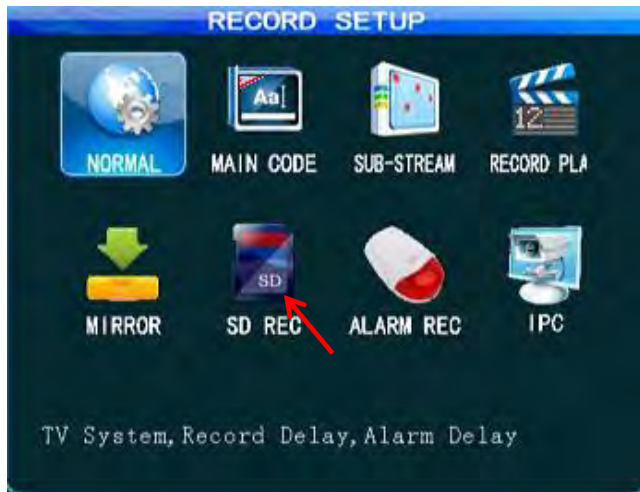 RECORD SETUP
Aa
12
NORMAL MAIN CODE SUB-STREAM RECORD PLA
SD
MIRROR SD REC ALARM REC IPC
TV System,Record Delay,Alarm Delay